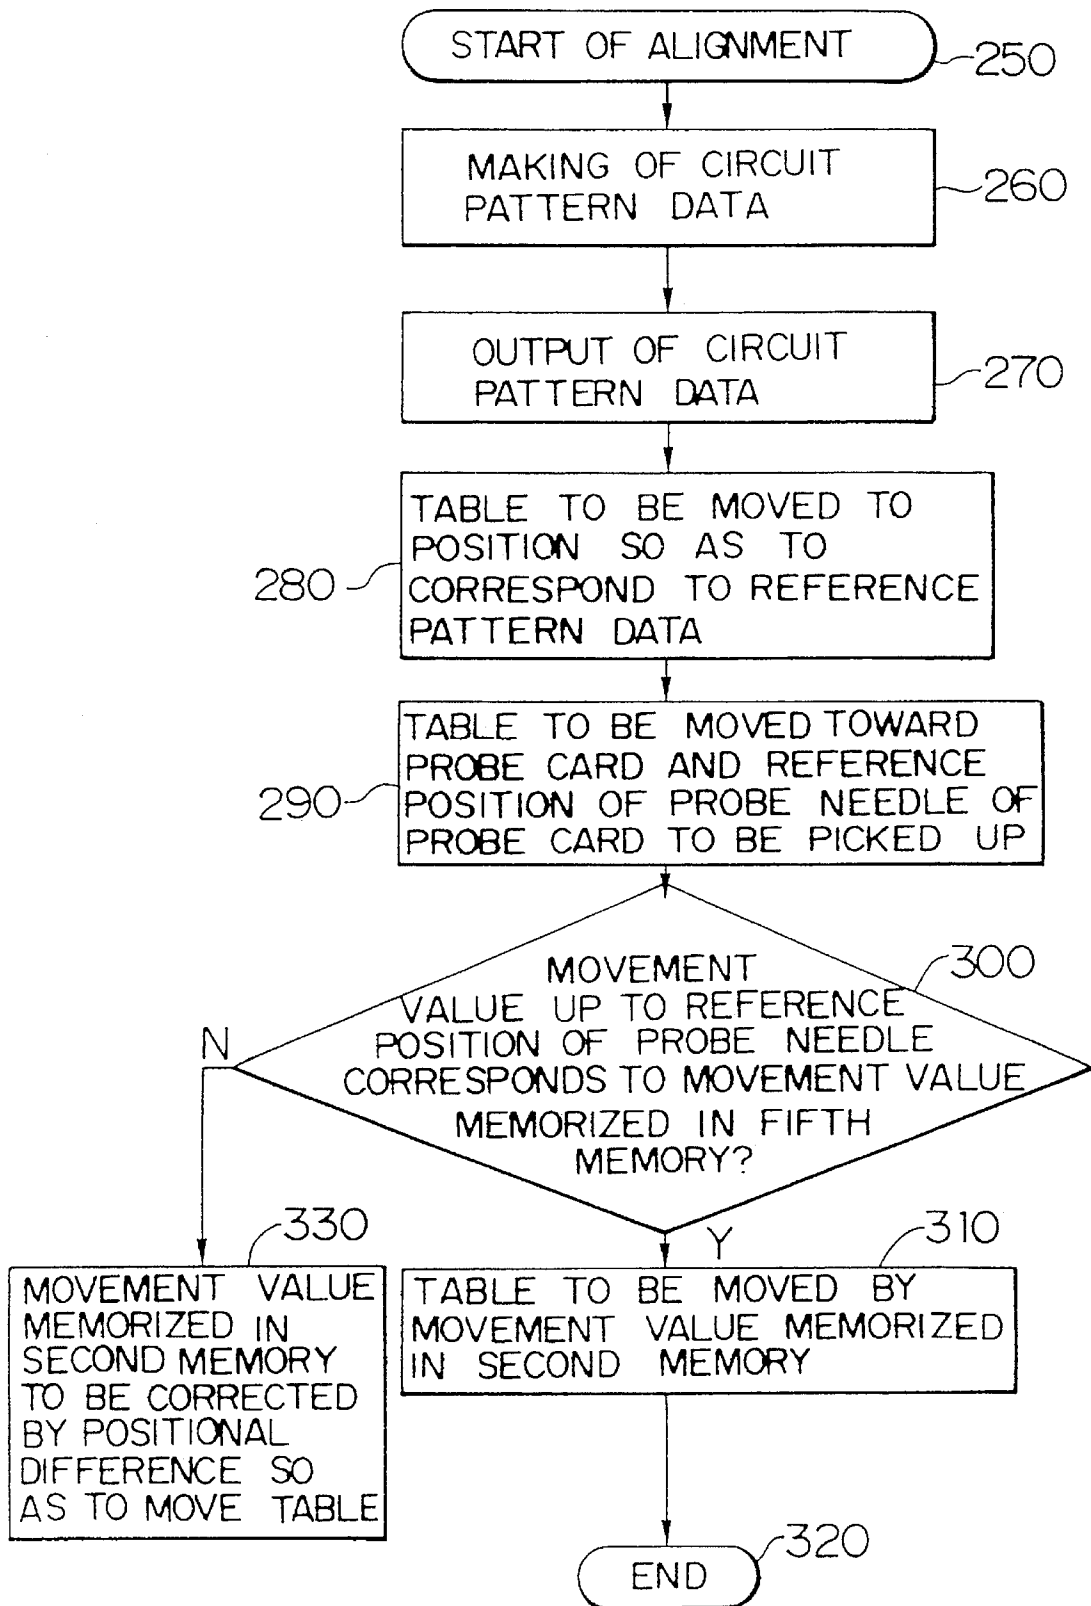 START OF ALIGNMENT
250
MAKING OF CIRCUIT
PATTERN DATA
260
OUTPUT OF CIRCUIT
PATTERN DATA
270
TABLE TO BE MOVED TO
POSITION SO AS TO
CORRESPOND TO REFERENCE
PATTERN DATA
280
TABLE TO BE MOVED TOWARD
PROBE CARD AND REFERENCE
POSITION OF PROBE NEEDLE OF
PROBE CARD TO BE PICKED UP
290
MOVEMENT
VALUE UP TO REFERENCE
POSITION OF PROBE NEEDLE
CORRESPONDS TO MOVEMENT VALUE
MEMORIZED IN FIFTH
MEMORY?
300
N
Y
330
MOVEMENT VALUE
MEMORIZED IN
SECOND MEMORY
TO BE CORRECTED
BY POSITIONAL
DIFFERENCE SO
AS TO MOVE TABLE
310
TABLE TO BE MOVED BY
MOVEMENT VALUE MEMORIZED
IN SECOND MEMORY
320
END